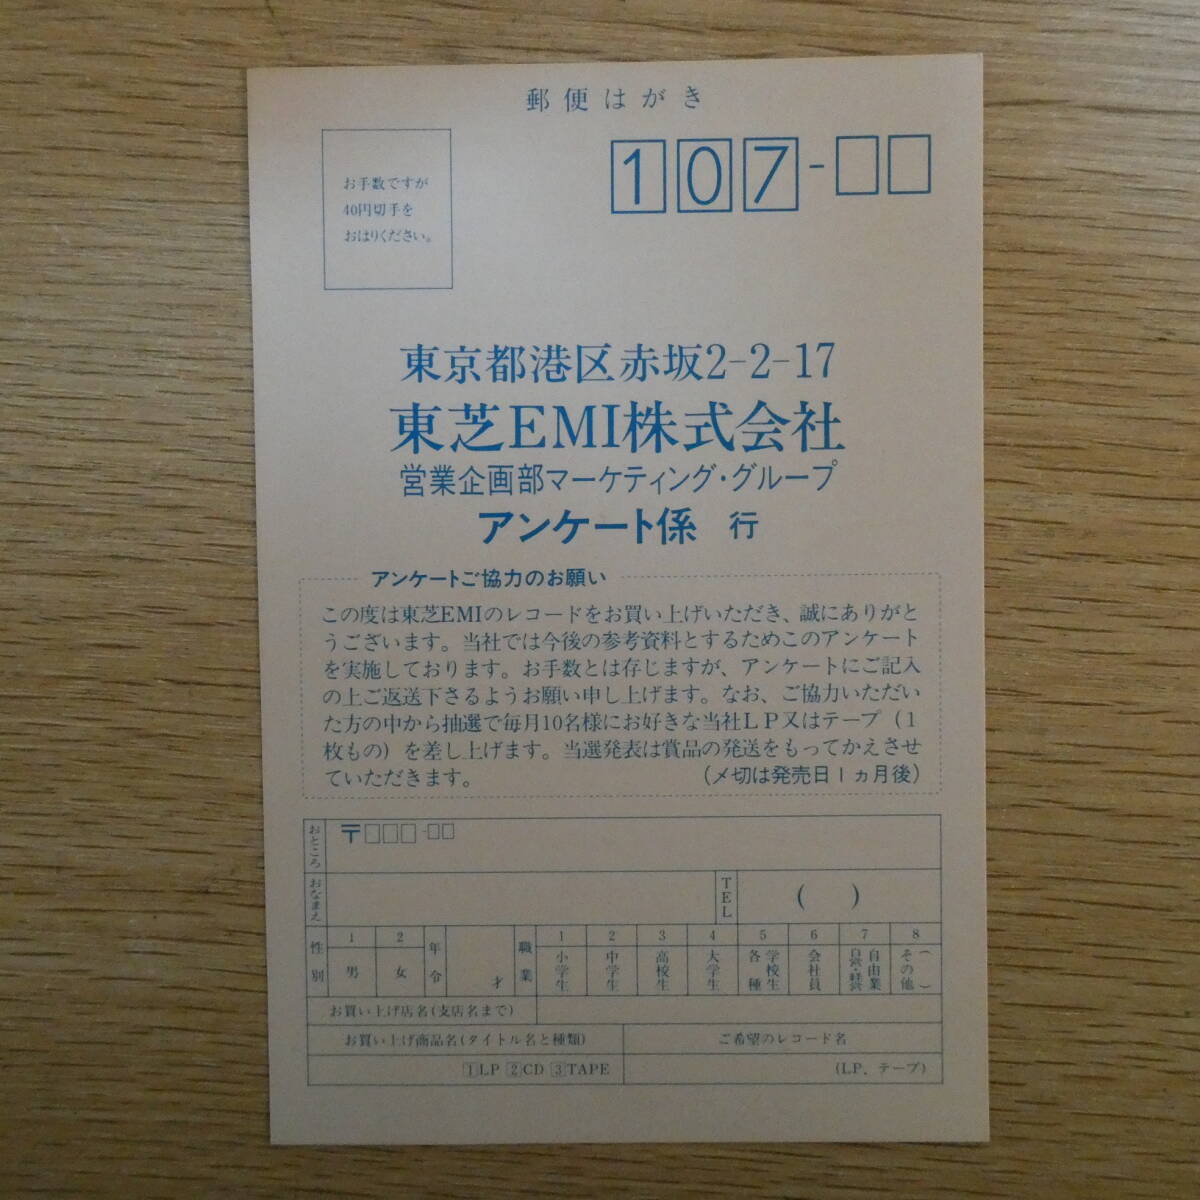 郵便はがき
お手数ですが
40円切手を
おはりください。
107-
東京都港区赤坂2-2-17
東芝EMI株式会社
営業企画部マーケティング・グループ
アンケート係 行
アンケートご協力のお願い
この度は東芝EMIのレコードをお買い上げいただき、誠にありがと
うございます。当社では今後の参考資料とするためこのアンケート
を実施しております。お手数とは存じますが、アンケートにご記入
の上ご返送下さるようお願い申し上げます。なお、ご協力いただい
た方の中から抽選で毎月10名様にお好きな当社LP又はテープ(1
枚もの)を差し上げます。当選発表は賞品の発送をもってかえさせ
ていただきます。 (〆切は発売日1ヵ月後)
おところ 〒□□□-□□
おなまえ TEL ( )
性別 1 男 2 女 年令 才 職業 1 小学生 2 中学生 3 高校生 4 大学生 5 各種学校生 6 会社員 7 自由業 自営・経営 8 その他( )
お買い上げ店名(支店名まで)
お買い上げ商品名(タイトル名と種類) ご希望のレコード名
1LP 2CD 3TAPE (LP、テープ)